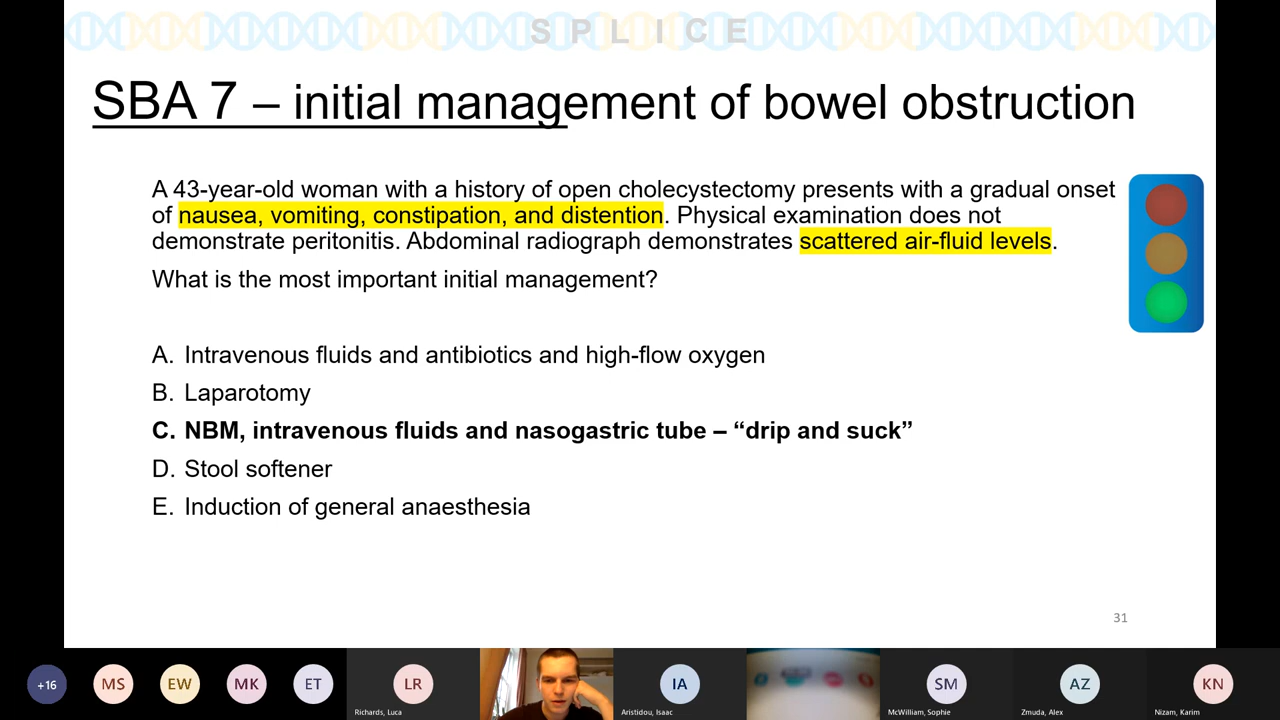 SPLICE
SBA 7 – initial management of bowel obstruction
A 43-year-old woman with a history of open cholecystectomy presents with a gradual onset
of nausea, vomiting, constipation, and distention. Physical examination does not
demonstrate peritonitis. Abdominal radiograph demonstrates scattered air-fluid levels.
What is the most important initial management?
A. Intravenous fluids and antibiotics and high-flow oxygen
B. Laparotomy
C. NBM, intravenous fluids and nasogastric tube – “drip and suck”
D. Stool softener
E. Induction of general anaesthesia
31
+16 MS EW MK ET LR IA SM AZ KN
Richards, Luca Aristidou, Isaac McWilliam, Sophie Zmuda, Alex Nizam, Karim